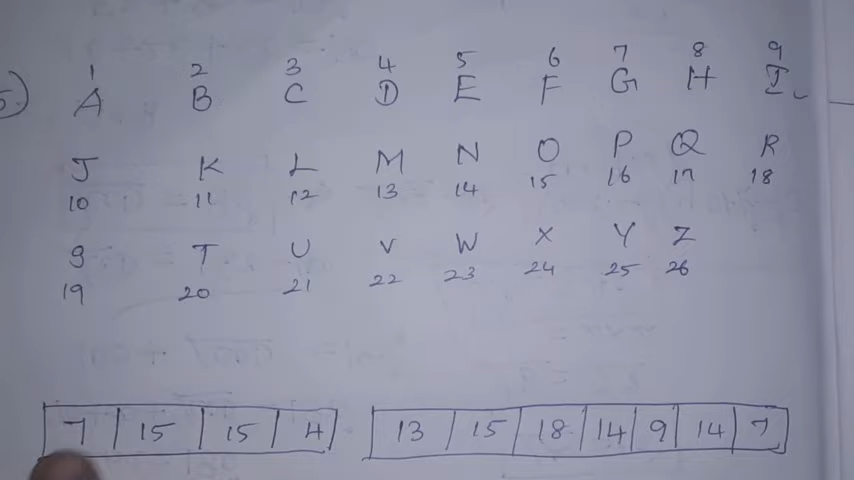 1 2 3 4 5 6 7 8 9
5) A B C D E F G H I
J K L M N O P Q R
10 11 12 13 14 15 16 17 18
S T U V W X Y Z
19 20 21 22 23 24 25 26
7 15 15 4 13 15 18 14 9 14 7